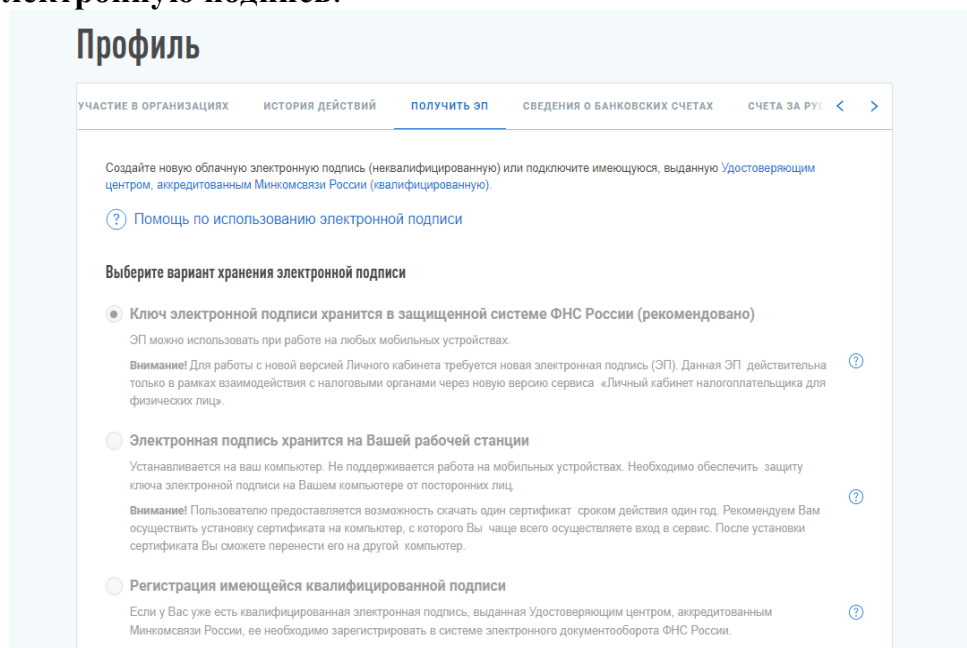 лектронную подпись.
Профиль
УЧАСТИЕ В ОРГАНИЗАЦИЯХ ИСТОРИЯ ДЕЙСТВИЙ ПОЛУЧИТЬ ЭП СВЕДЕНИЯ О БАНКОВСКИХ СЧЕТАХ СЧЕТА ЗА РУБ < >
Создайте новую облачную электронную подпись (неквалифицированную) или подключите имеющуюся, выданную Удостоверяющим
центром, аккредитованным Минкомсвязи России (квалифицированную).
? Помощь по использованию электронной подписи
Выберите вариант хранения электронной подписи
Ключ электронной подписи хранится в защищенной системе ФНС России (рекомендовано)
ЭП можно использовать при работе на любых мобильных устройствах.
Внимание! Для работы с новой версией Личного кабинета требуется новая электронная подпись (ЭП). Данная ЭП действительна ?
только в рамках взаимодействия с налоговыми органами через новую версию сервиса «Личный кабинет налогоплательщика для
физических лиц».
Электронная подпись хранится на Вашей рабочей станции
Устанавливается на ваш компьютер. Не поддерживается работа на мобильных устройствах. Необходимо обеспечить защиту
ключа электронной подписи на Вашем компьютере от посторонних лиц. ?
Внимание! Пользователю предоставляется возможность скачать один сертификат сроком действия один год. Рекомендуем Вам
осуществить установку сертификата на компьютер, с которого Вы чаще всего осуществляете вход в сервис. После установки
сертификата Вы сможете перенести его на другой компьютер.
Регистрация имеющейся квалифицированной подписи
Если у Вас уже есть квалифицированная электронная подпись, выданная Удостоверяющим центром, аккредитованным ?
Минкомсвязи России, ее необходимо зарегистрировать в системе электронного документооборота ФНС России.